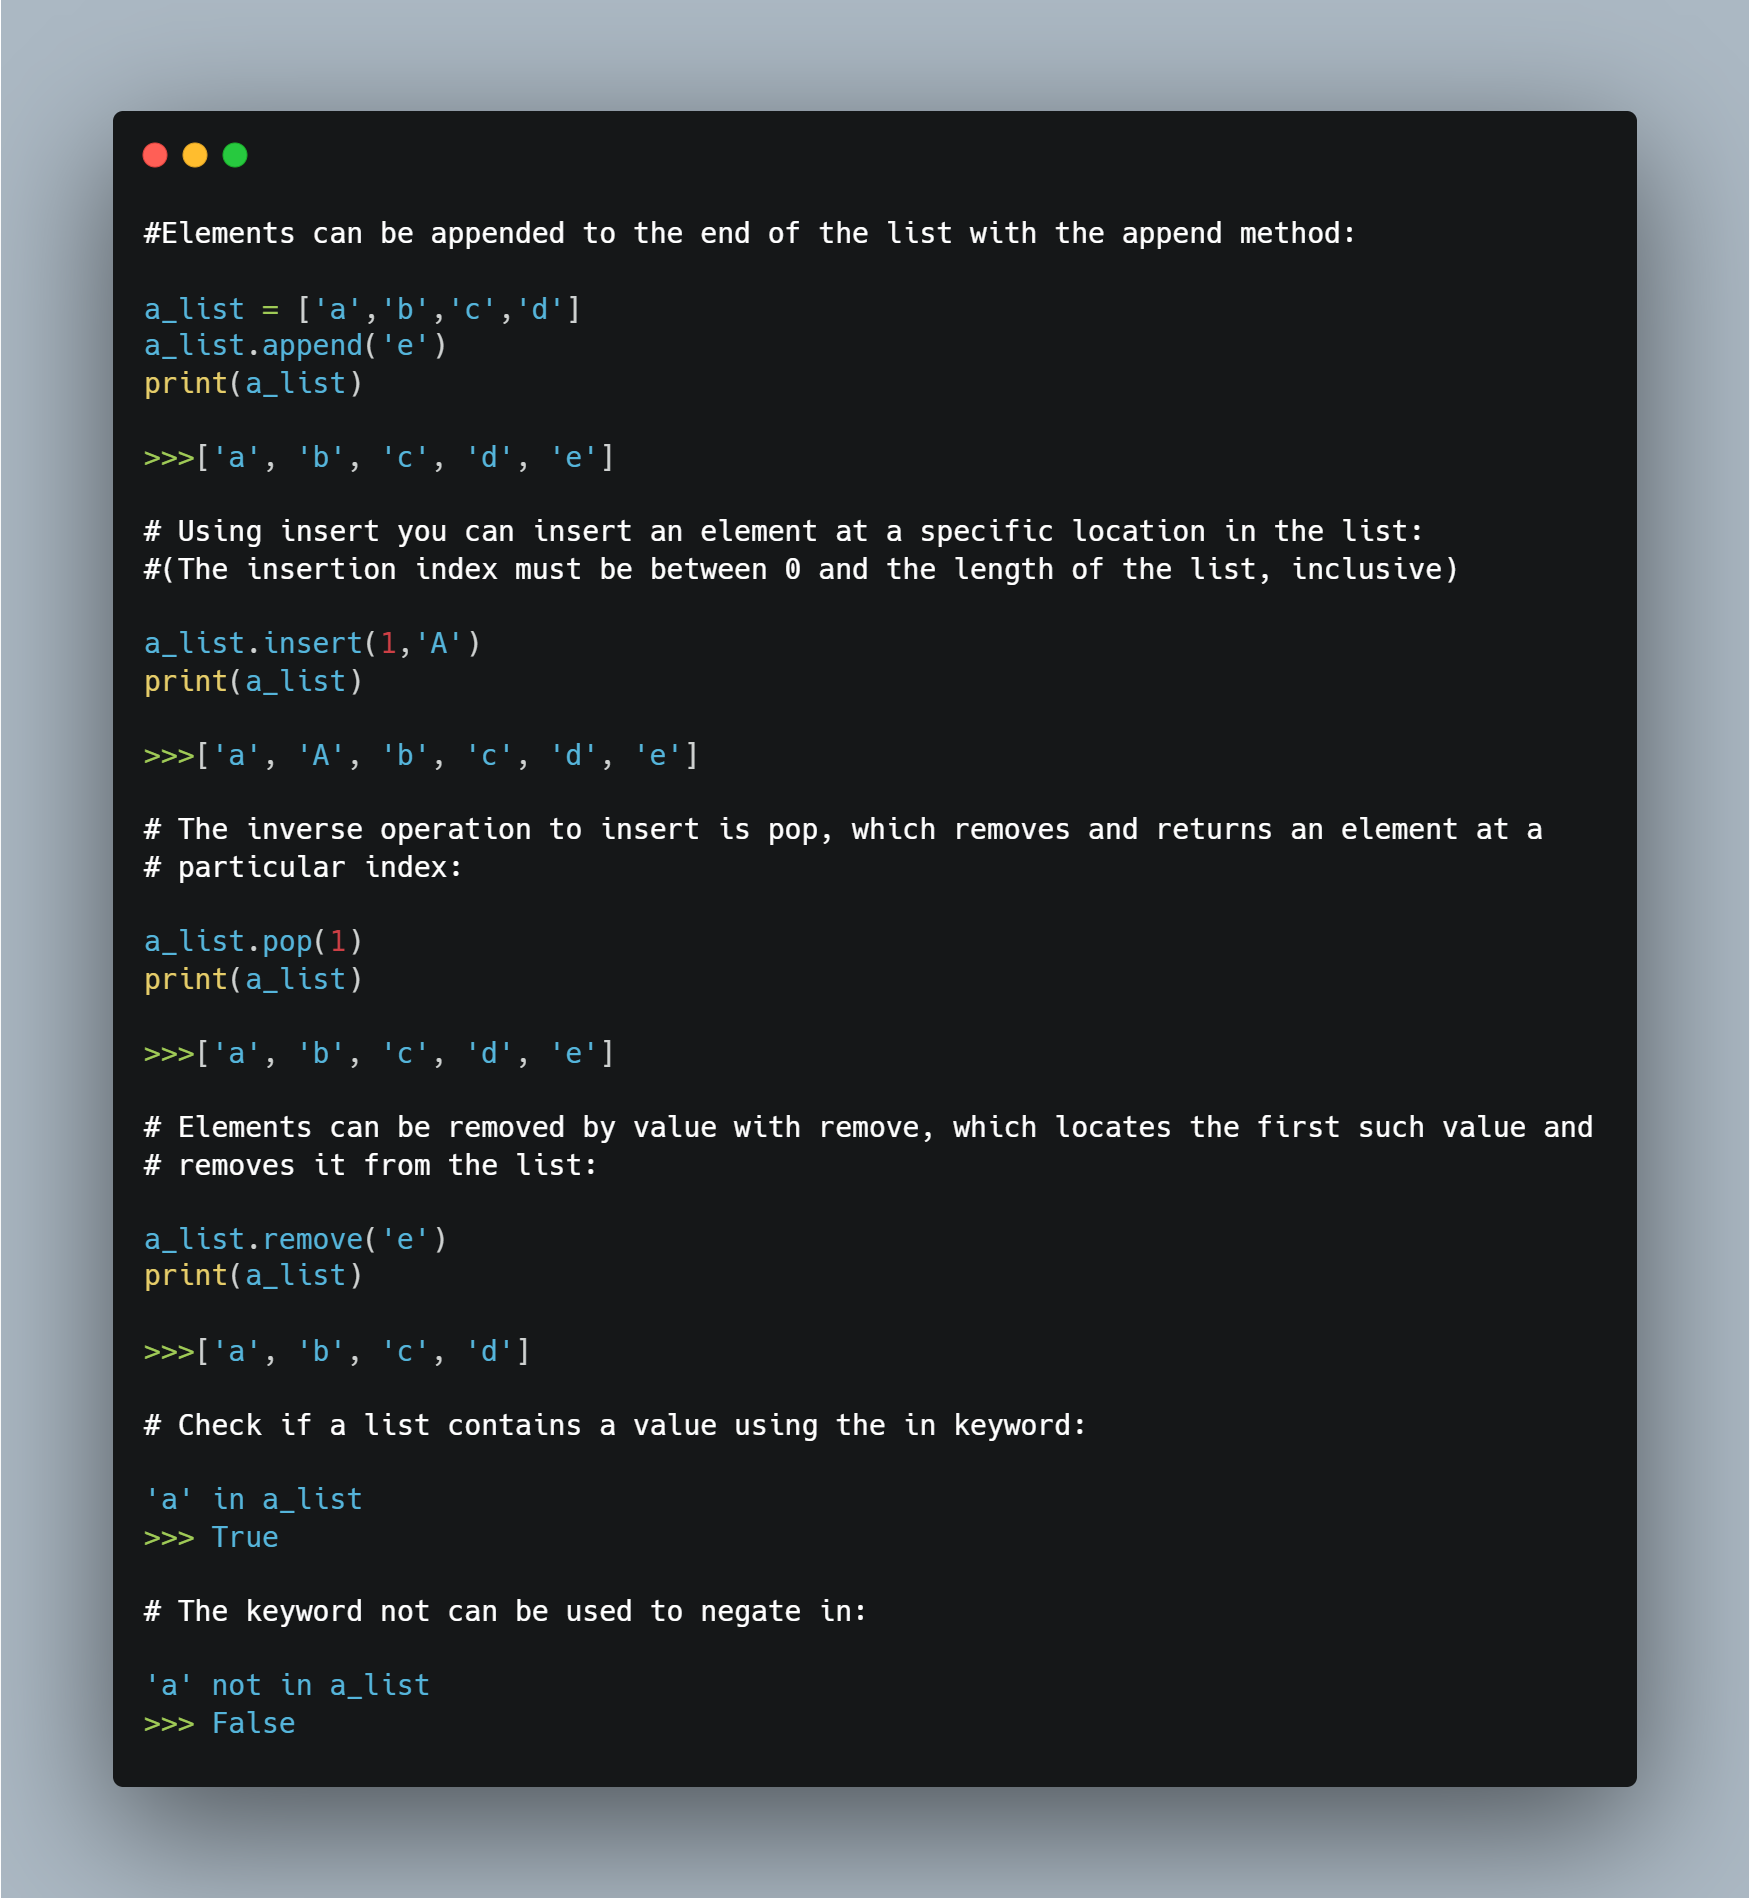 #Elements can be appended to the end of the list with the append method:
a_list = ['a','b','c','d']
a_list.append('e')
print(a_list)
>>>['a', 'b', 'c', 'd', 'e']
# Using insert you can insert an element at a specific location in the list:
#(The insertion index must be between 0 and the length of the list, inclusive)
a_list.insert(1,'A')
print(a_list)
>>>['a', 'A', 'b', 'c', 'd', 'e']
# The inverse operation to insert is pop, which removes and returns an element at a
# particular index:
a_list.pop(1)
print(a_list)
>>>['a', 'b', 'c', 'd', 'e']
# Elements can be removed by value with remove, which locates the first such value and
# removes it from the list:
a_list.remove('e')
print(a_list)
>>>['a', 'b', 'c', 'd']
# Check if a list contains a value using the in keyword:
'a' in a_list
>>> True
# The keyword not can be used to negate in:
'a' not in a_list
>>> False